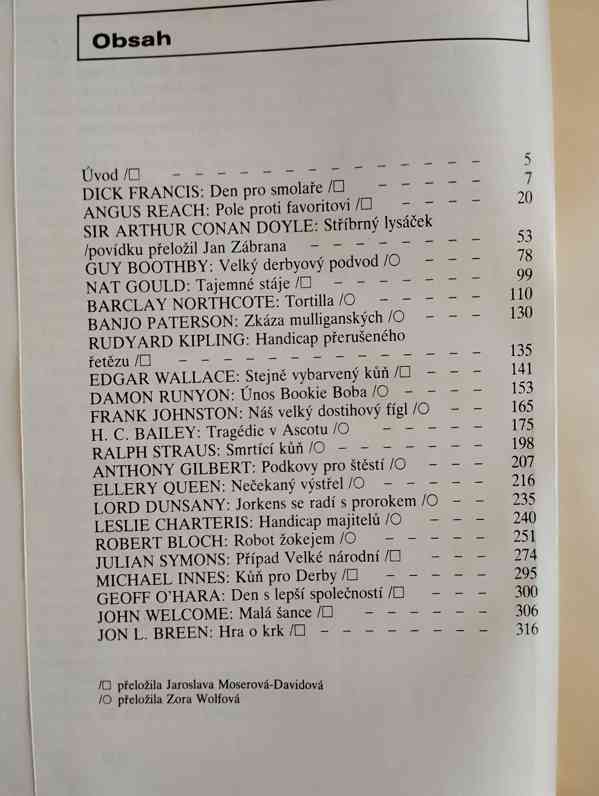 Obsah
Úvod /□ – – – – – – – – – – – – – 5
DICK FRANCIS: Den pro smolaře /□ – – – – – 7
ANGUS REACH: Pole proti favoritovi /□ – – – – 20
SIR ARTHUR CONAN DOYLE: Stříbrný lysáček
/povídku přeložil Jan Zábrana – – – – – – – 53
GUY BOOTHBY: Velký derbyový podvod /○ – – – 78
NAT GOULD: Tajemné stáje /□ – – – – – – – 99
BARCLAY NORTHCOTE: Tortilla /○ – – – – – 110
BANJO PATERSON: Zkáza mulliganských /○ – – – 130
RUDYARD KIPLING: Handicap přerušeného
řetězu /□ – – – – – – – – – – – – 135
EDGAR WALLACE: Stejně vybarvený kůň /□ – – – 141
DAMON RUNYON: Únos Bookie Boba /○ – – – – 153
FRANK JOHNSTON: Náš velký dostihový fígl /○ – – 165
H. C. BAILEY: Tragédie v Ascotu /○ – – – – – 175
RALPH STRAUS: Smrtící kůň /○ – – – – – – 198
ANTHONY GILBERT: Podkovy pro štěstí /○ – – – 207
ELLERY QUEEN: Nečekaný výstřel /○ – – – – – 216
LORD DUNSANY: Jorkens se radí s prorokem /○ – – 235
LESLIE CHARTERIS: Handicap majitelů /○ – – – 240
ROBERT BLOCH: Robot žokejem /○ – – – – – 251
JULIAN SYMONS: Případ Velké národní /□ – – – 274
MICHAEL INNES: Kůň pro Derby /□ – – – – – 295
GEOFF O'HARA: Den s lepší společností /□ – – – 300
JOHN WELCOME: Malá šance /□ – – – – – – 306
JON L. BREEN: Hra o krk /□ – – – – – – – 316
/□ přeložila Jaroslava Moserová-Davidová
/○ přeložila Zora Wolfová